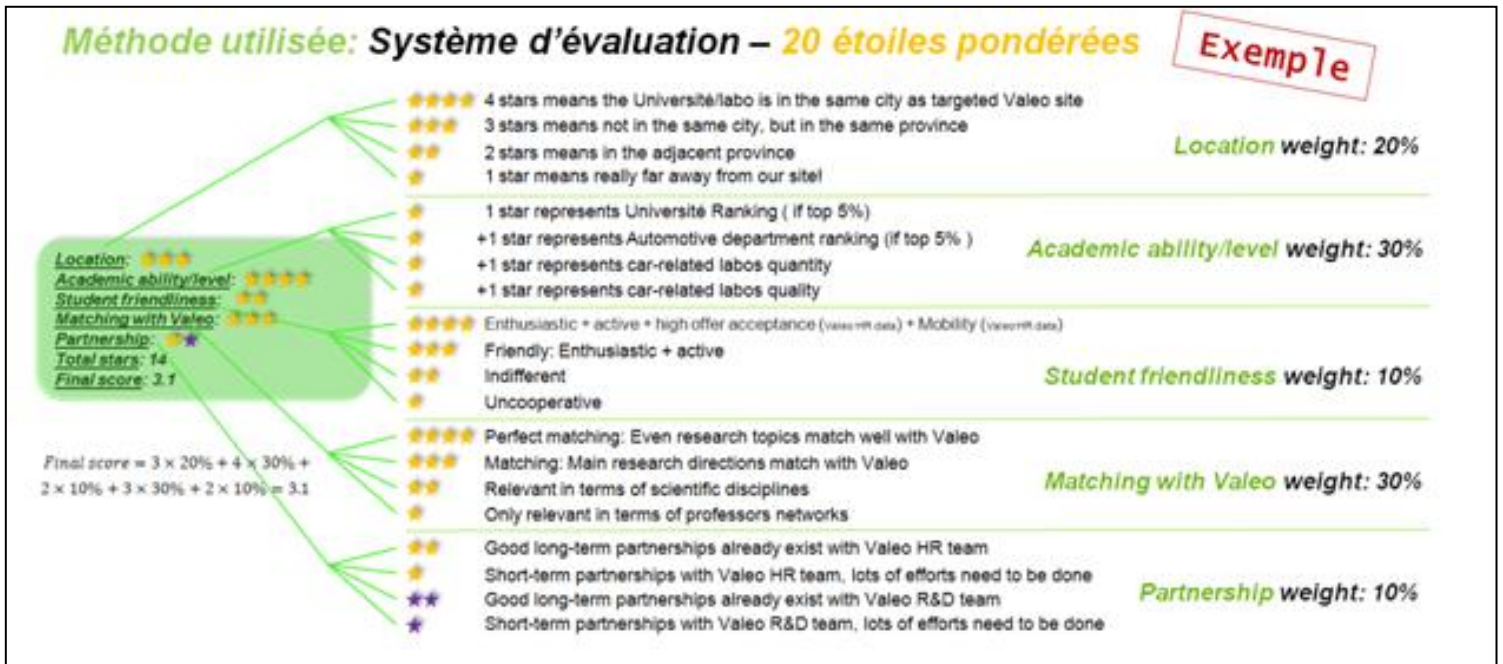 Méthode utilisée: Système d'évaluation – 20 étoiles pondérées
Exemple
4 stars means the Université/labo is in the same city as targeted Valeo site
3 stars means not in the same city, but in the same province
2 stars means in the adjacent province
1 star means really far away from our site!
Location weight: 20%
1 star represents Université Ranking ( if top 5%)
+1 star represents Automotive department ranking (if top 5% )
+1 star represents car-related labos quantity
+1 star represents car-related labos quality
Academic ability/level weight: 30%
Location:
Academic ability/level:
Student friendliness:
Matching with Valeo:
Partnership:
Total stars: 14
Final score: 3.1
Enthusiastic + active + high offer acceptance (Valeo HR data) + Mobility (Valeo HR data)
Friendly: Enthusiastic + active
Indifferent
Uncooperative
Student friendliness weight: 10%
Final score = 3 × 20% + 4 × 30% +
2 × 10% + 3 × 30% + 2 × 10% = 3.1
Perfect matching: Even research topics match well with Valeo
Matching: Main research directions match with Valeo
Relevant in terms of scientific disciplines
Only relevant in terms of professors networks
Matching with Valeo weight: 30%
Good long-term partnerships already exist with Valeo HR team
Short-term partnerships with Valeo HR team, lots of efforts need to be done
Good long-term partnerships already exist with Valeo R&D team
Short-term partnerships with Valeo R&D team, lots of efforts need to be done
Partnership weight: 10%